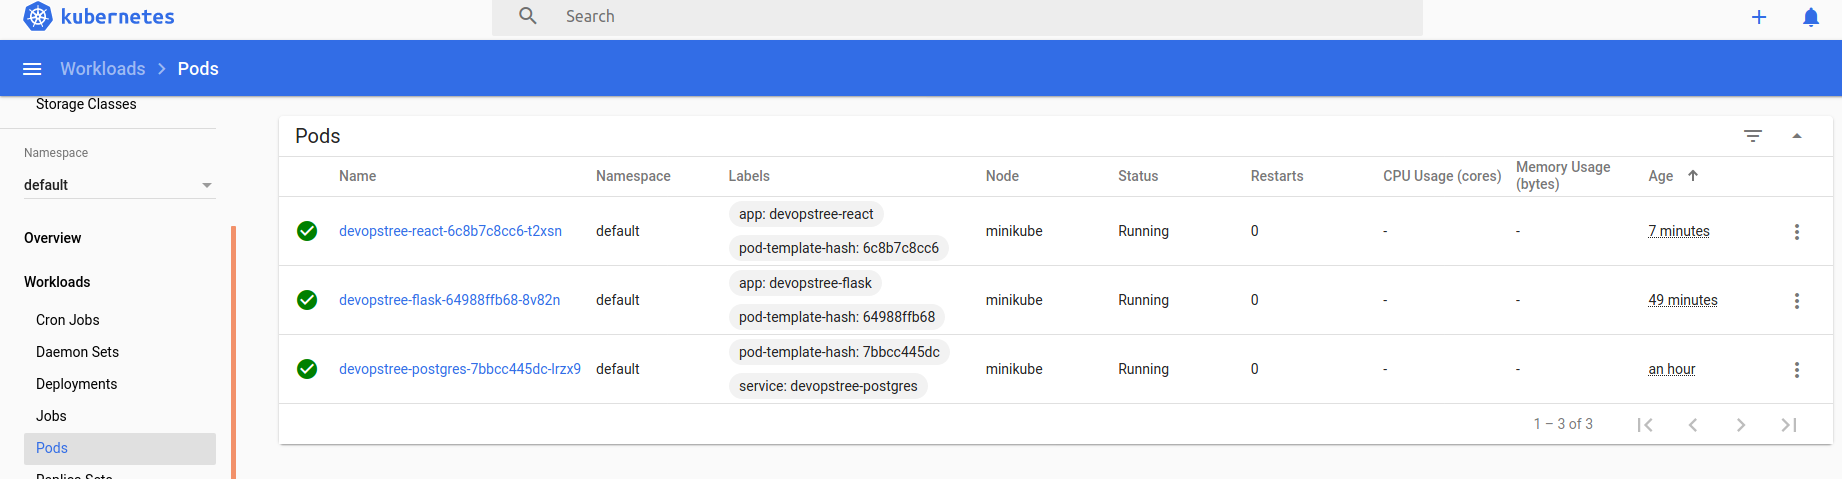 kubernetes
Search
Workloads > Pods
Storage Classes
Namespace
default
Overview
Workloads
Cron Jobs
Daemon Sets
Deployments
Jobs
Pods
Replica Sets
Pods
Name Namespace Labels Node Status Restarts CPU Usage (cores) Memory Usage (bytes) Age
devopstree-react-6c8b7c8cc6-t2xsn default app: devopstree-react pod-template-hash: 6c8b7c8cc6 minikube Running 0 - - 7 minutes
devopstree-flask-64988ffb68-8v82n default app: devopstree-flask pod-template-hash: 64988ffb68 minikube Running 0 - - 49 minutes
devopstree-postgres-7bbcc445dc-lrzx9 default pod-template-hash: 7bbcc445dc service: devopstree-postgres minikube Running 0 - - an hour
1 – 3 of 3